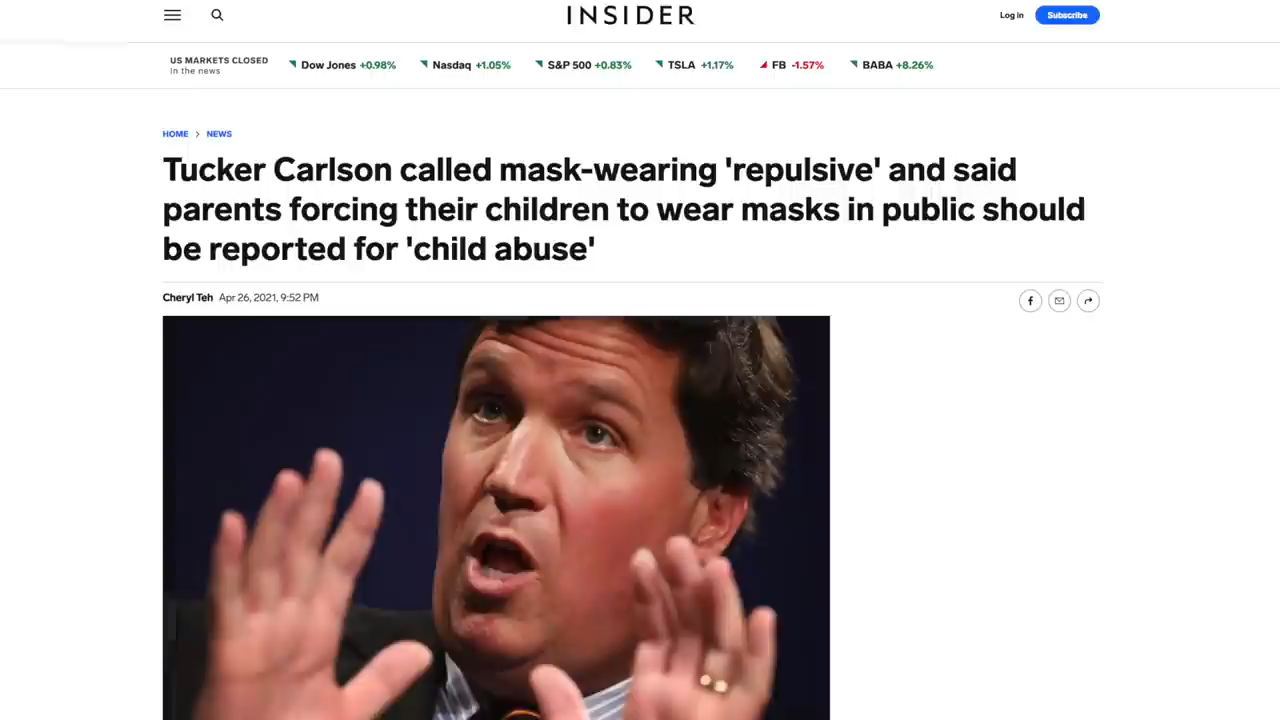 INSIDER
Log in
Subscribe
US MARKETS CLOSED
In the news
Dow Jones +0.98%
Nasdaq +1.05%
S&P 500 +0.83%
TSLA +1.17%
FB -1.57%
BABA +8.26%
HOME > NEWS
Tucker Carlson called mask-wearing 'repulsive' and said
parents forcing their children to wear masks in public should
be reported for 'child abuse'
Cheryl Teh Apr 26, 2021, 9:52 PM